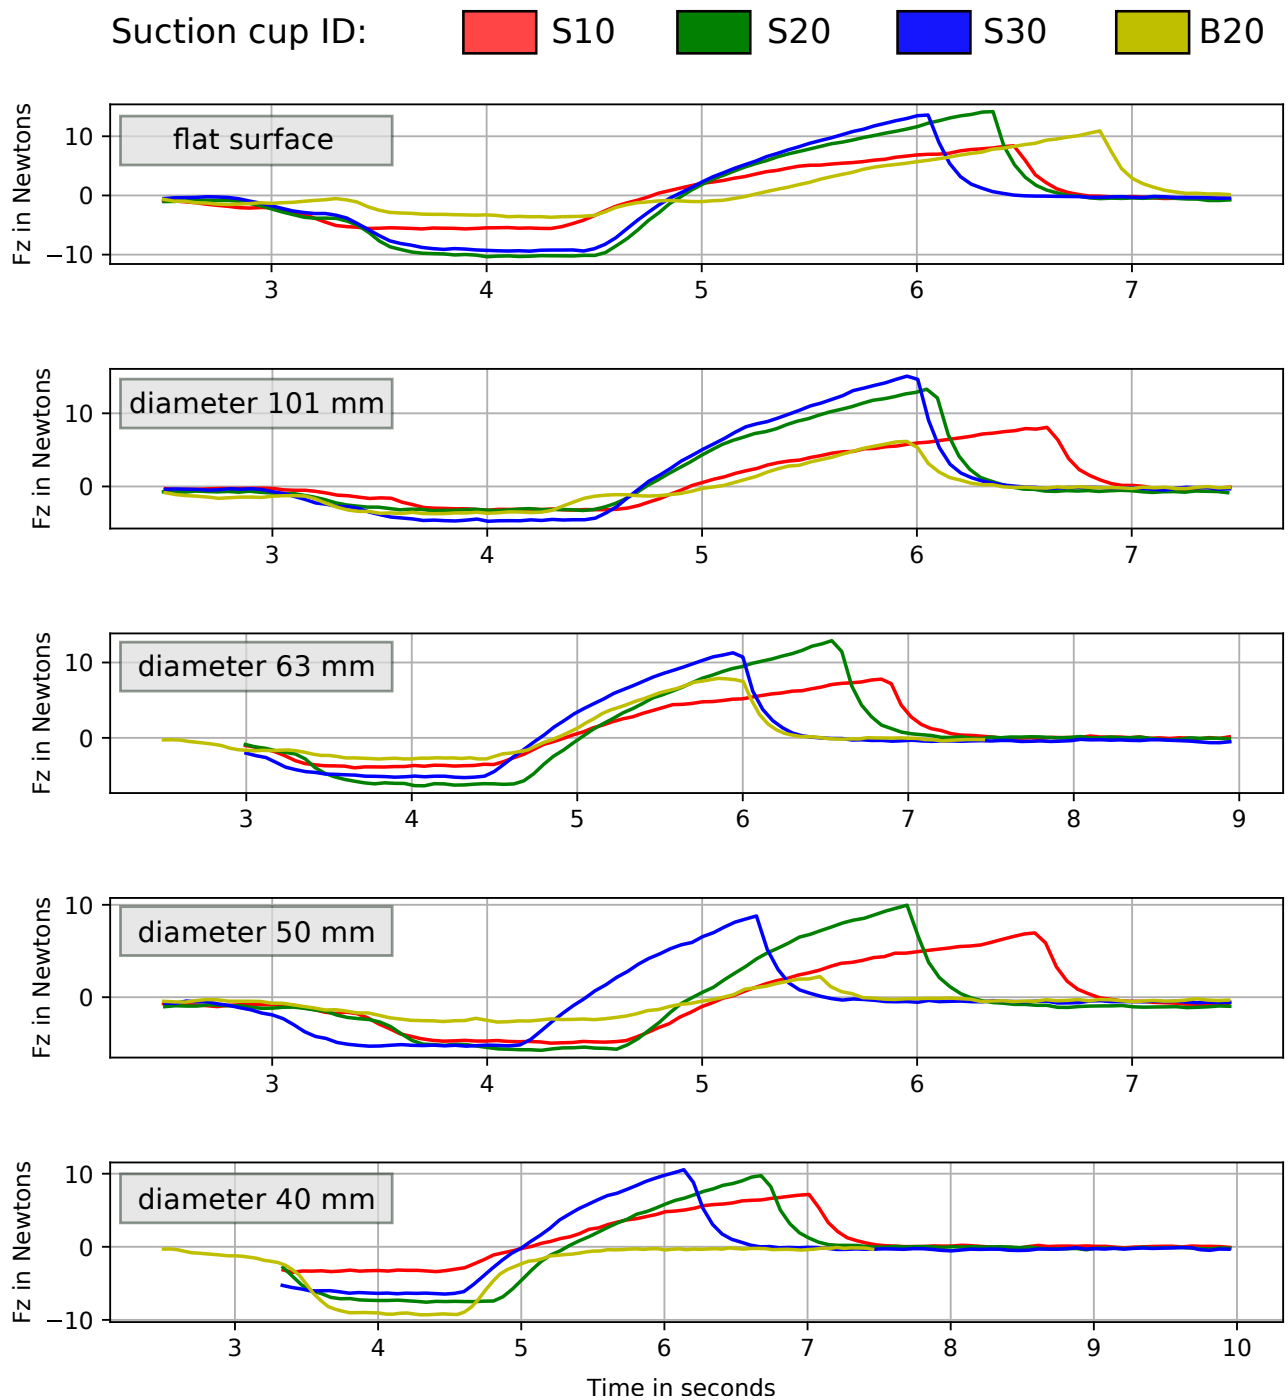 Suction cup ID: S10 S20 S30 B20
flat surface
Fz in Newtons
10
0
−10
3 4 5 6 7
diameter 101 mm
Fz in Newtons
10
0
3 4 5 6 7
diameter 63 mm
Fz in Newtons
10
0
3 4 5 6 7 8 9
diameter 50 mm
Fz in Newtons
10
0
3 4 5 6 7
diameter 40 mm
Fz in Newtons
10
0
−10
3 4 5 6 7 8 9 10
Time in seconds